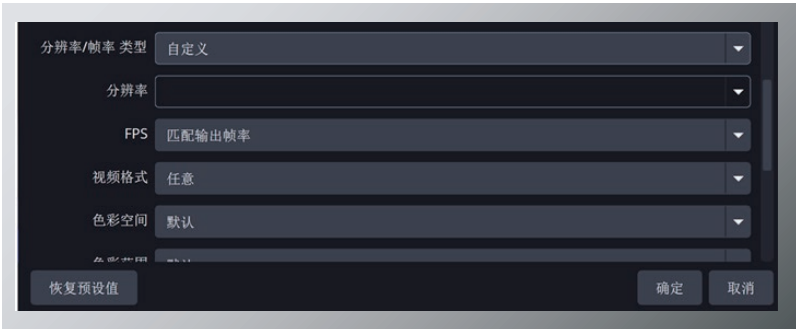 分辨率/帧率 类型 自定义
分辨率
FPS 匹配输出帧率
视频格式 任意
色彩空间 默认
恢复预设值 确定 取消